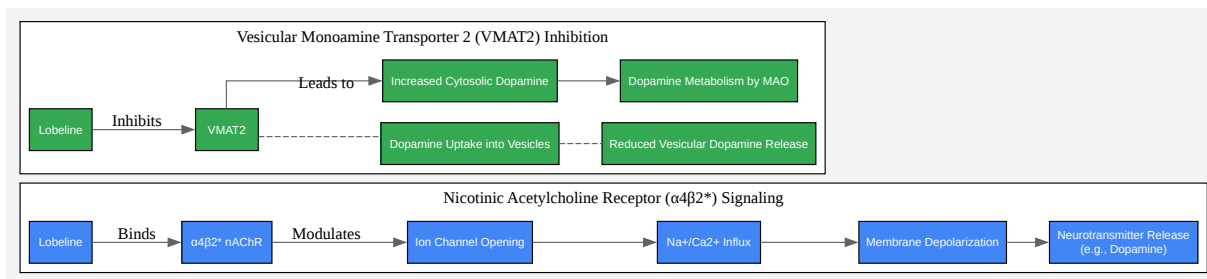 Vesicular Monoamine Transporter 2 (VMAT2) Inhibition
Leads to
Increased Cytosolic Dopamine
Dopamine Metabolism by MAO
Lobeline
Inhibits
VMAT2
Dopamine Uptake into Vesicles
Reduced Vesicular Dopamine Release
Nicotinic Acetylcholine Receptor (α4β2*) Signaling
Lobeline
Binds
α4β2* nAChR
Modulates
Ion Channel Opening
Na+/Ca2+ Influx
Membrane Depolarization
Neurotransmitter Release
(e.g., Dopamine)